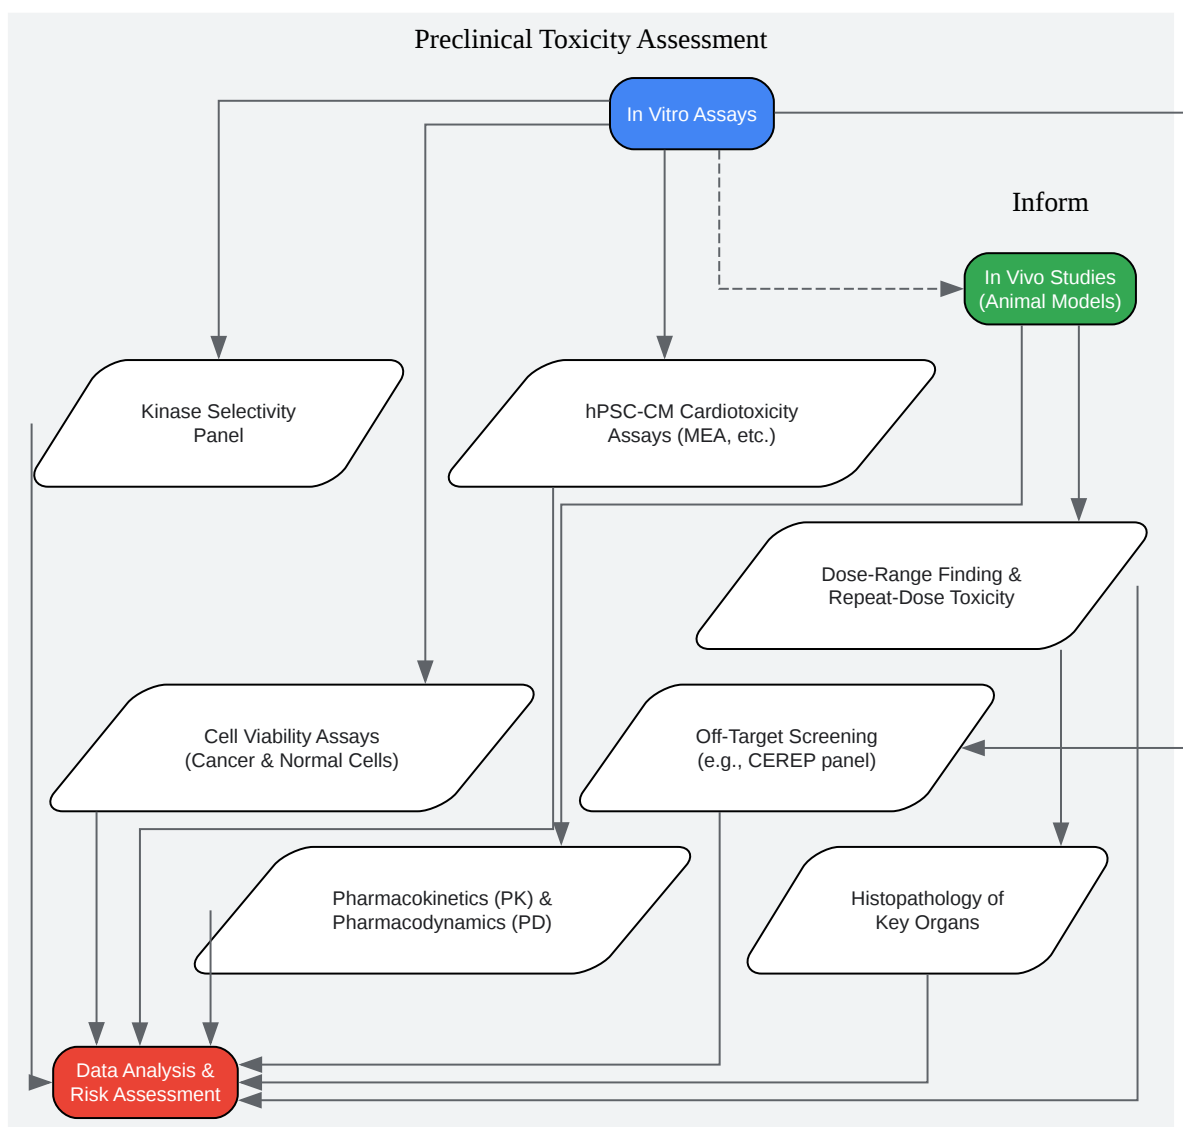 Preclinical Toxicity Assessment
In Vitro Assays
Inform
In Vivo Studies
(Animal Models)
Kinase Selectivity
Panel
hPSC-CM Cardiotoxicity
Assays (MEA, etc.)
Dose-Range Finding &
Repeat-Dose Toxicity
Cell Viability Assays
(Cancer & Normal Cells)
Off-Target Screening
(e.g., CEREP panel)
Pharmacokinetics (PK) &
Pharmacodynamics (PD)
Histopathology of
Key Organs
Data Analysis &
Risk Assessment